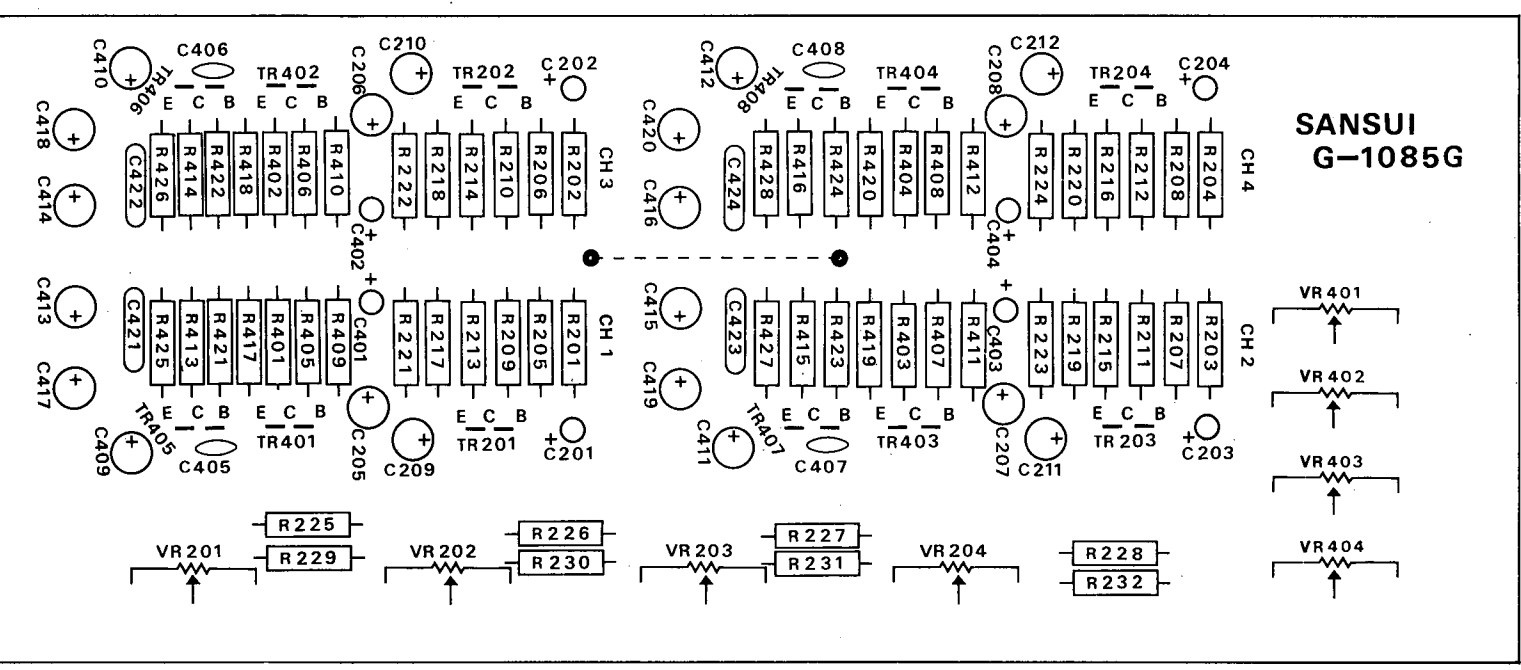 C410
C406
TR406
TR402
C206
C210
TR202
C202
C412
C408
TR408
TR404
C208
C212
TR204
C204
E C B
E C B
E C B
E C B
E C B
E C B
C418
C414
C422
R426
R414
R422
R418
R402
R406
R410
R222
R218
R214
R210
R206
R202
CH 3
C420
C416
C424
R428
R416
R424
R420
R404
R408
R412
R224
R220
R216
R212
R208
R204
CH 4
SANSUI
G-1085G
C402
C404
C413
C417
C421
R425
R413
R421
R417
R401
R405
R409
C401
R221
R217
R213
R209
R205
R201
CH 1
C415
C419
C423
R427
R415
R423
R419
R403
R407
R411
C403
R223
R219
R215
R211
R207
R203
CH 2
E C B
E C B
E C B
E C B
E C B
E C B
C409
TR405
C405
TR401
C205
C209
TR201
C201
C411
TR407
C407
TR403
C207
C211
TR203
C203
VR401
VR402
VR403
VR404
VR201
R225
R229
VR202
R226
R230
VR203
R227
R231
VR204
R228
R232